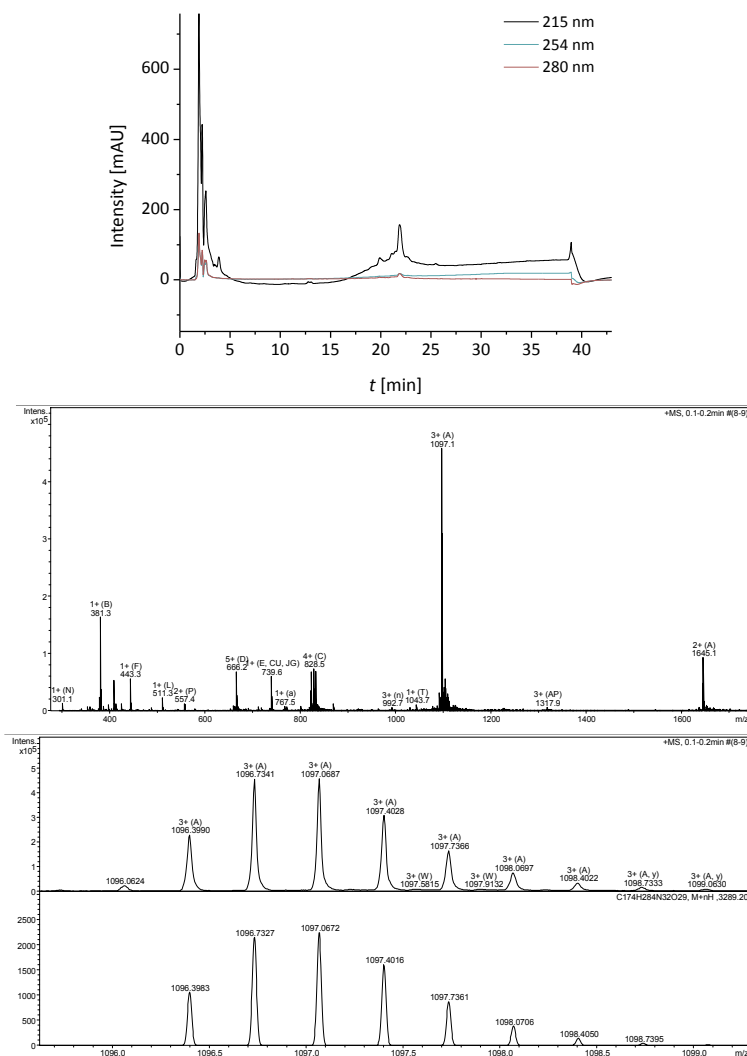 215 nm
254 nm
280 nm
600
400
200
0
Intensity [mAU]
0 5 10 15 20 25 30 35 40
t [min]
Intens.
x10⁵
+MS, 0.1-0.2min #(8-9)
3+ (A)
1097.1
4
3
2
1
0
1+ (B)
381.3
1+ (N)
301.1
1+ (F)
443.3
1+ (L)
511.3
2+ (P)
557.4
5+ (D)
666.2
1+ (E, CU, JG)
739.6
1+ (a)
767.5
4+ (C)
828.5
3+ (n)
992.7
1+ (T)
1043.7
3+ (AP)
1317.9
2+ (A)
1645.1
400 600 800 1000 1200 1400 1600 m/z
Intens.
x10⁵
+MS, 0.1-0.2min #(8-9)
5
4
3
2
1
0
1096.0624
3+ (A)
1096.3990
3+ (A)
1096.7341
3+ (A)
1097.0687
3+ (A)
1097.4028
3+ (W)
1097.5815
3+ (A)
1097.7366
3+ (W)
1097.9132
3+ (A)
1098.0697
3+ (A)
1098.4022
3+ (A, y)
1098.7333
3+ (A, y)
1099.0630
C174H284N32O29, M+nH ,3289.20
2500
2000
1500
1000
500
0
1096.3983
1096.7327
1097.0672
1097.4016
1097.7361
1098.0706
1098.4050
1098.7395
1096.0 1096.5 1097.0 1097.5 1098.0 1098.5 1099.0 m/z